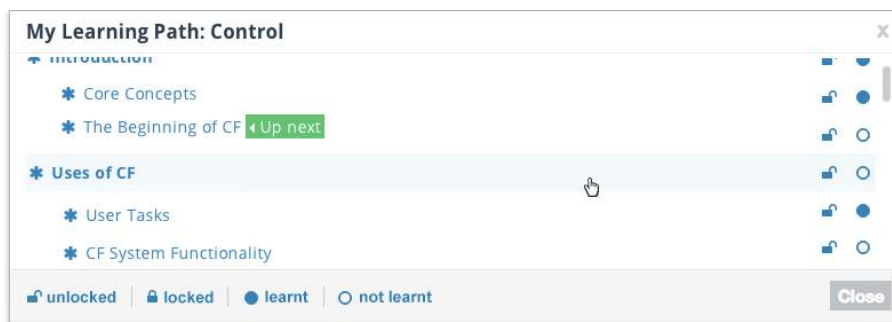 My Learning Path: Control
x
Introduction
Core Concepts
The Beginning of CF Up next
Uses of CF
User Tasks
CF System Functionality
unlocked locked learnt not learnt Close